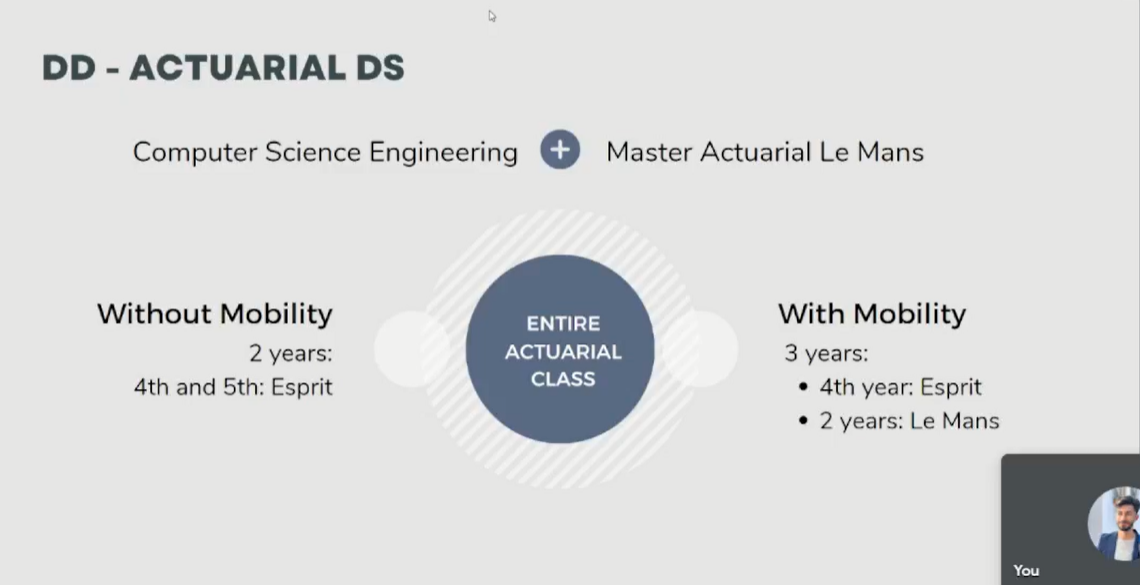 DD - ACTUARIAL DS
Computer Science Engineering + Master Actuarial Le Mans
Without Mobility
2 years:
4th and 5th: Esprit
ENTIRE
ACTUARIAL
CLASS
With Mobility
3 years:
• 4th year: Esprit
• 2 years: Le Mans
You